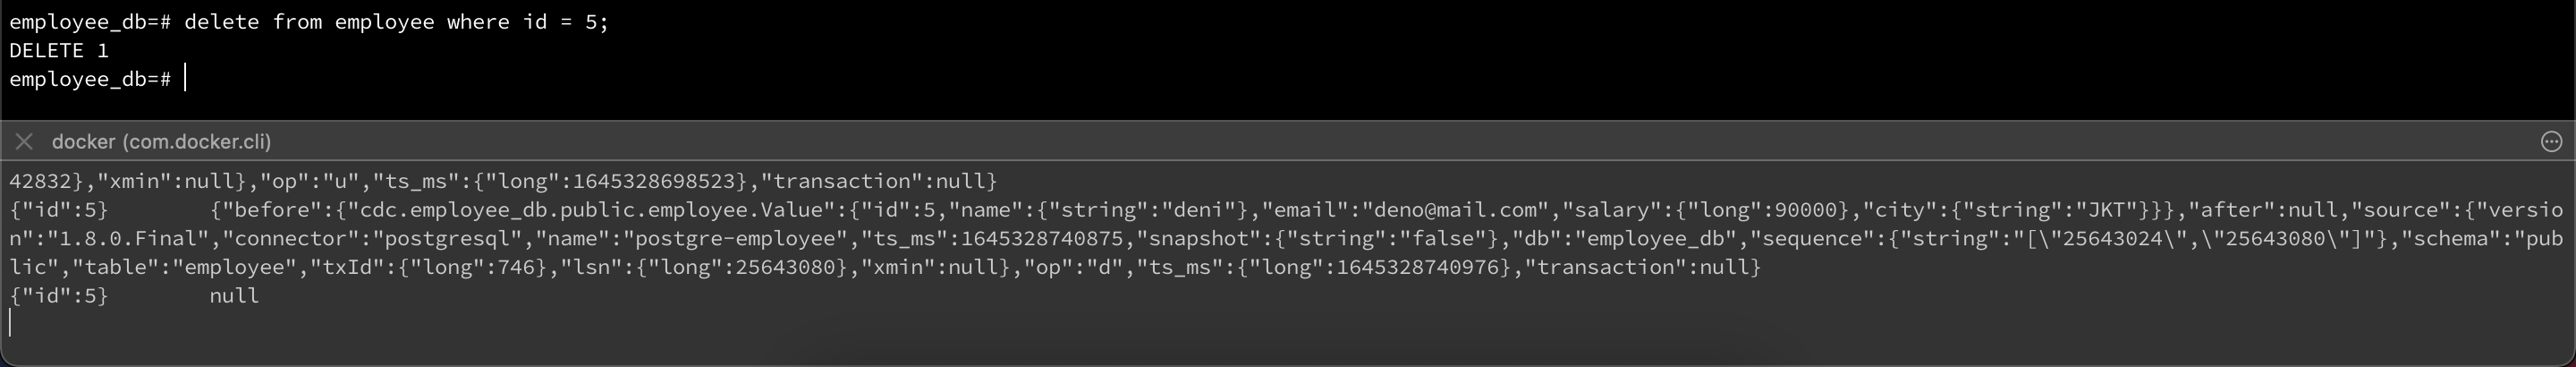 employee_db=# delete from employee where id = 5;
DELETE 1
employee_db=#
docker (com.docker.cli)
42832},"xmin":null},"op":"u","ts_ms":{"long":1645328698523},"transaction":null}
{"id":5}	{"before":{"cdc.employee_db.public.employee.Value":{"id":5,"name":{"string":"deni"},"email":"deno@mail.com","salary":{"long":90000},"city":{"string":"JKT"}}},"after":null,"source":{"versio
n":"1.8.0.Final","connector":"postgresql","name":"postgre-employee","ts_ms":1645328740875,"snapshot":{"string":"false"},"db":"employee_db","sequence":{"string":"[\"25643024\",\"25643080\"]"},"schema":"pub
lic","table":"employee","txId":{"long":746},"lsn":{"long":25643080},"xmin":null},"op":"d","ts_ms":{"long":1645328740976},"transaction":null}
{"id":5}	null